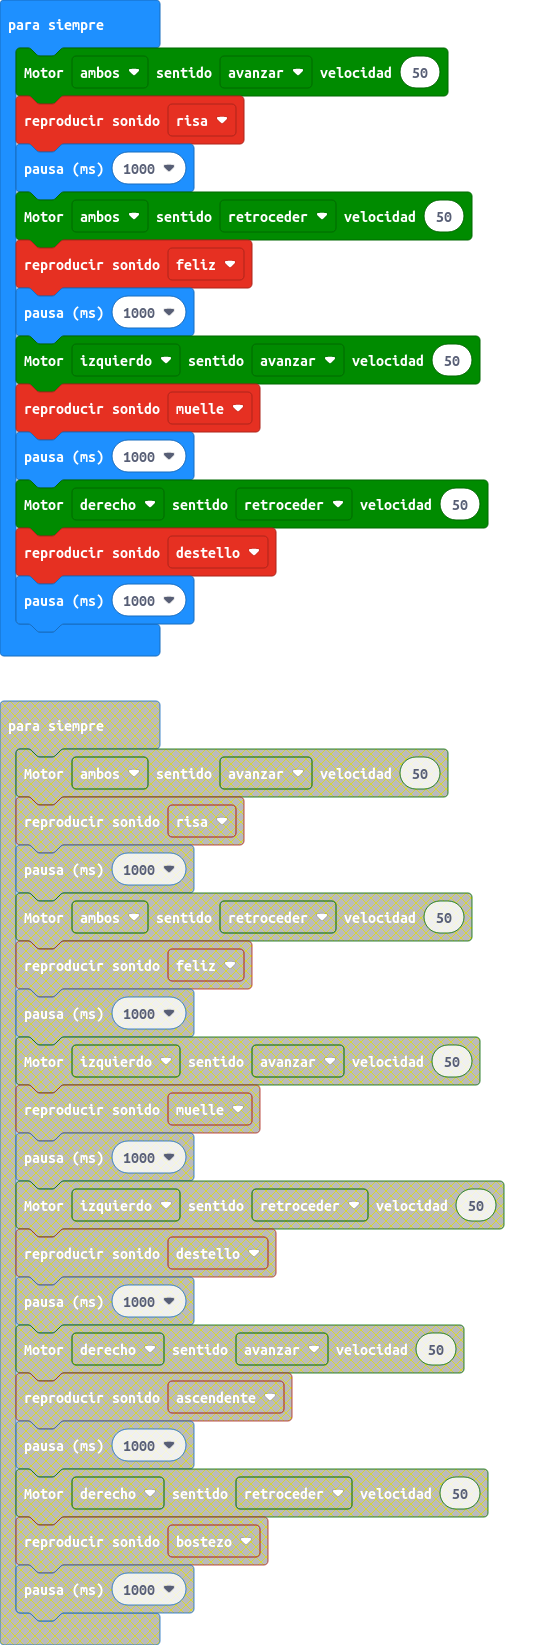 para siempre
Motor ambos sentido avanzar velocidad 50
reproducir sonido risa
pausa (ms) 1000
Motor ambos sentido retroceder velocidad 50
reproducir sonido feliz
pausa (ms) 1000
Motor izquierdo sentido avanzar velocidad 50
reproducir sonido muelle
pausa (ms) 1000
Motor derecho sentido retroceder velocidad 50
reproducir sonido destello
pausa (ms) 1000
para siempre
Motor ambos sentido avanzar velocidad 50
reproducir sonido risa
pausa (ms) 1000
Motor ambos sentido retroceder velocidad 50
reproducir sonido feliz
pausa (ms) 1000
Motor izquierdo sentido avanzar velocidad 50
reproducir sonido muelle
pausa (ms) 1000
Motor izquierdo sentido retroceder velocidad 50
reproducir sonido destello
pausa (ms) 1000
Motor derecho sentido avanzar velocidad 50
reproducir sonido ascendente
pausa (ms) 1000
Motor derecho sentido retroceder velocidad 50
reproducir sonido bostezo
pausa (ms) 1000